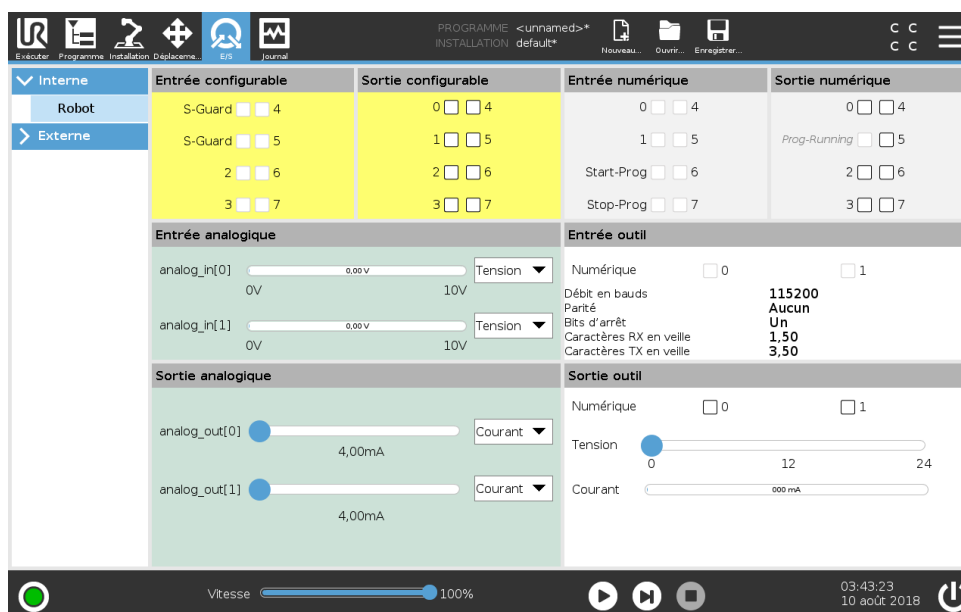 PROGRAMME <unnamed>*
INSTALLATION default*
C C
C C
UR
Exécuter Programme Installation Déplaceme... E/S Journal Nouveau... Ouvrir... Enregistrer...
Interne
Robot
Externe
Entrée configurable
S-Guard 4
S-Guard 5
2 6
3 7
Sortie configurable
0 4
1 5
2 6
3 7
Entrée numérique
0 4
1 5
Start-Prog 6
Stop-Prog 7
Sortie numérique
0 4
Prog-Running 5
2 6
3 7
Entrée analogique
analog_in[0] 0,00 V Tension
0V 10V
analog_in[1] 0,00 V Tension
0V 10V
Entrée outil
Numérique 0 1
Débit en bauds 115200
Parité Aucun
Bits d'arrêt Un
Caractères RX en veille 1,50
Caractères TX en veille 3,50
Sortie analogique
analog_out[0] Courant
4,00mA
analog_out[1] Courant
4,00mA
Sortie outil
Numérique 0 1
Tension
0 12 24
Courant 000 mA
Vitesse 100%
03:43:23
10 août 2018